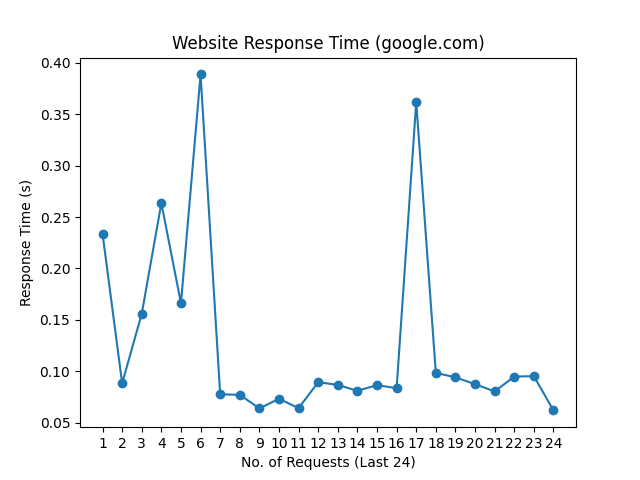 Website Response Time (google.com)
0.40
0.35
0.30
0.25
0.20
0.15
0.10
0.05
Response Time (s)
1 2 3 4 5 6 7 8 9 10 11 12 13 14 15 16 17 18 19 20 21 22 23 24
No. of Requests (Last 24)